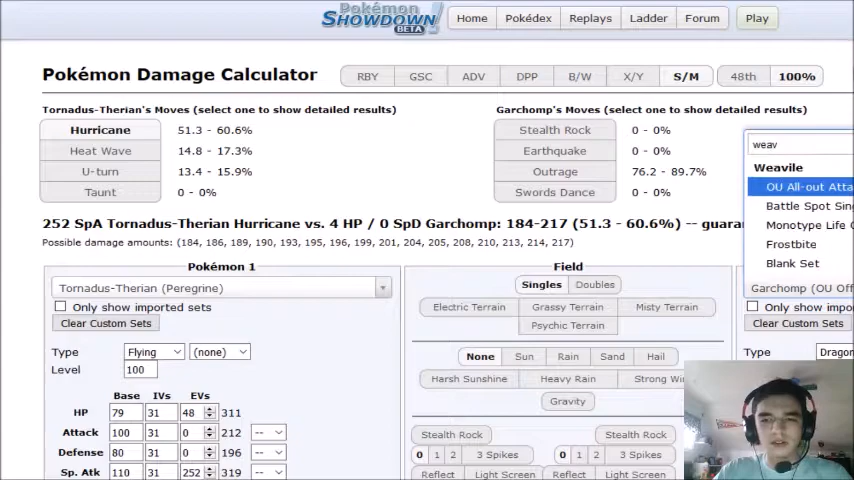 Pokémon
SHOWDOWN!
BETA
Home Pokédex Replays Ladder Forum Play
Pokémon Damage Calculator RBY GSC ADV DPP B/W X/Y S/M 48th 100%
Tornadus-Therian's Moves (select one to show detailed results) Garchomp's Moves (select one to show detailed results)
Hurricane 51.3 - 60.6% Stealth Rock 0 - 0%
Heat Wave 14.8 - 17.3% Earthquake 0 - 0%
U-turn 13.4 - 15.9% Outrage 76.2 - 89.7%
Taunt 0 - 0% Swords Dance 0 - 0%
weav
Weavile
OU All-out Atta
Battle Spot Sin
Monotype Life O
Frostbite
Blank Set
252 SpA Tornadus-Therian Hurricane vs. 4 HP / 0 SpD Garchomp: 184-217 (51.3 - 60.6%) -- guara
Possible damage amounts: (184, 186, 189, 190, 193, 195, 196, 199, 201, 204, 205, 208, 210, 213, 214, 217)
Pokémon 1 Field
Tornadus-Therian (Peregrine) Singles Doubles Garchomp (OU Off
Only show imported sets Electric Terrain Grassy Terrain Misty Terrain Only show impo
Clear Custom Sets Psychic Terrain Clear Custom Sets
Type Flying (none) None Sun Rain Sand Hail Type Dragon
Level 100 Harsh Sunshine Heavy Rain Strong Wi
Gravity
Base IVs EVs
HP 79 31 48 311
Attack 100 31 0 212 --
Defense 80 31 0 196 --
Sp. Atk 110 31 252 319 --
Stealth Rock Stealth Rock
0 1 2 3 Spikes 0 1 2 3 Spikes
Reflect Light Screen Reflect Light Screen